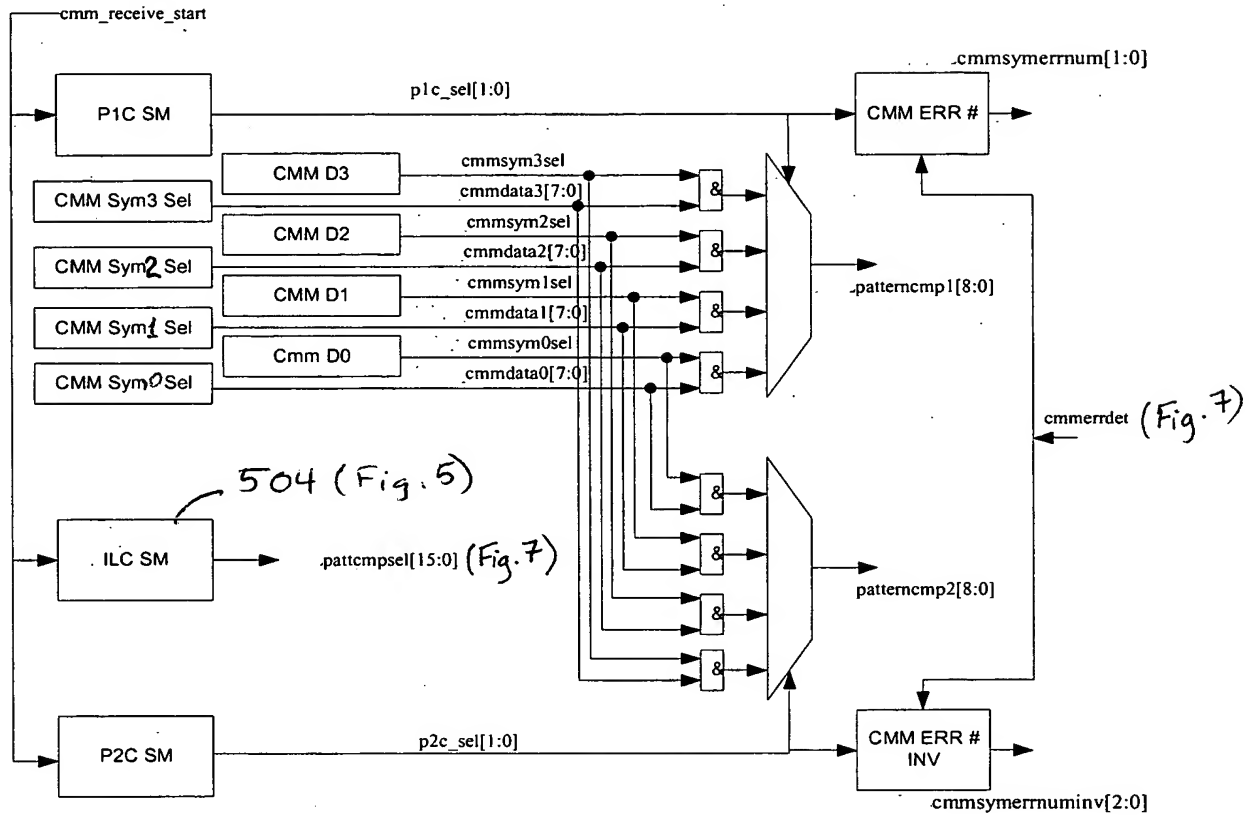 cmm_receive_start
cmmsymerrnum[1:0]
P1C SM
p1c_sel[1:0]
CMM ERR #
CMM D3
cmmsym3sel
&
CMM Sym3 Sel
cmmdata3[7:0]
CMM D2
cmmsym2sel
&
CMM Sym2 Sel
cmmdata2[7:0]
patterncmp1[8:0]
CMM D1
cmmsym1sel
&
CMM Sym1 Sel
cmmdata1[7:0]
Cmm D0
cmmsym0sel
&
CMM Sym0 Sel
cmmdata0[7:0]
cmmerrdet (Fig. 7)
504 (Fig. 5)
&
ILC SM
pattcmpsel[15:0] (Fig. 7)
&
patterncmp2[8:0]
&
&
P2C SM
p2c_sel[1:0]
CMM ERR #
INV
cmmsymerrnuminv[2:0]